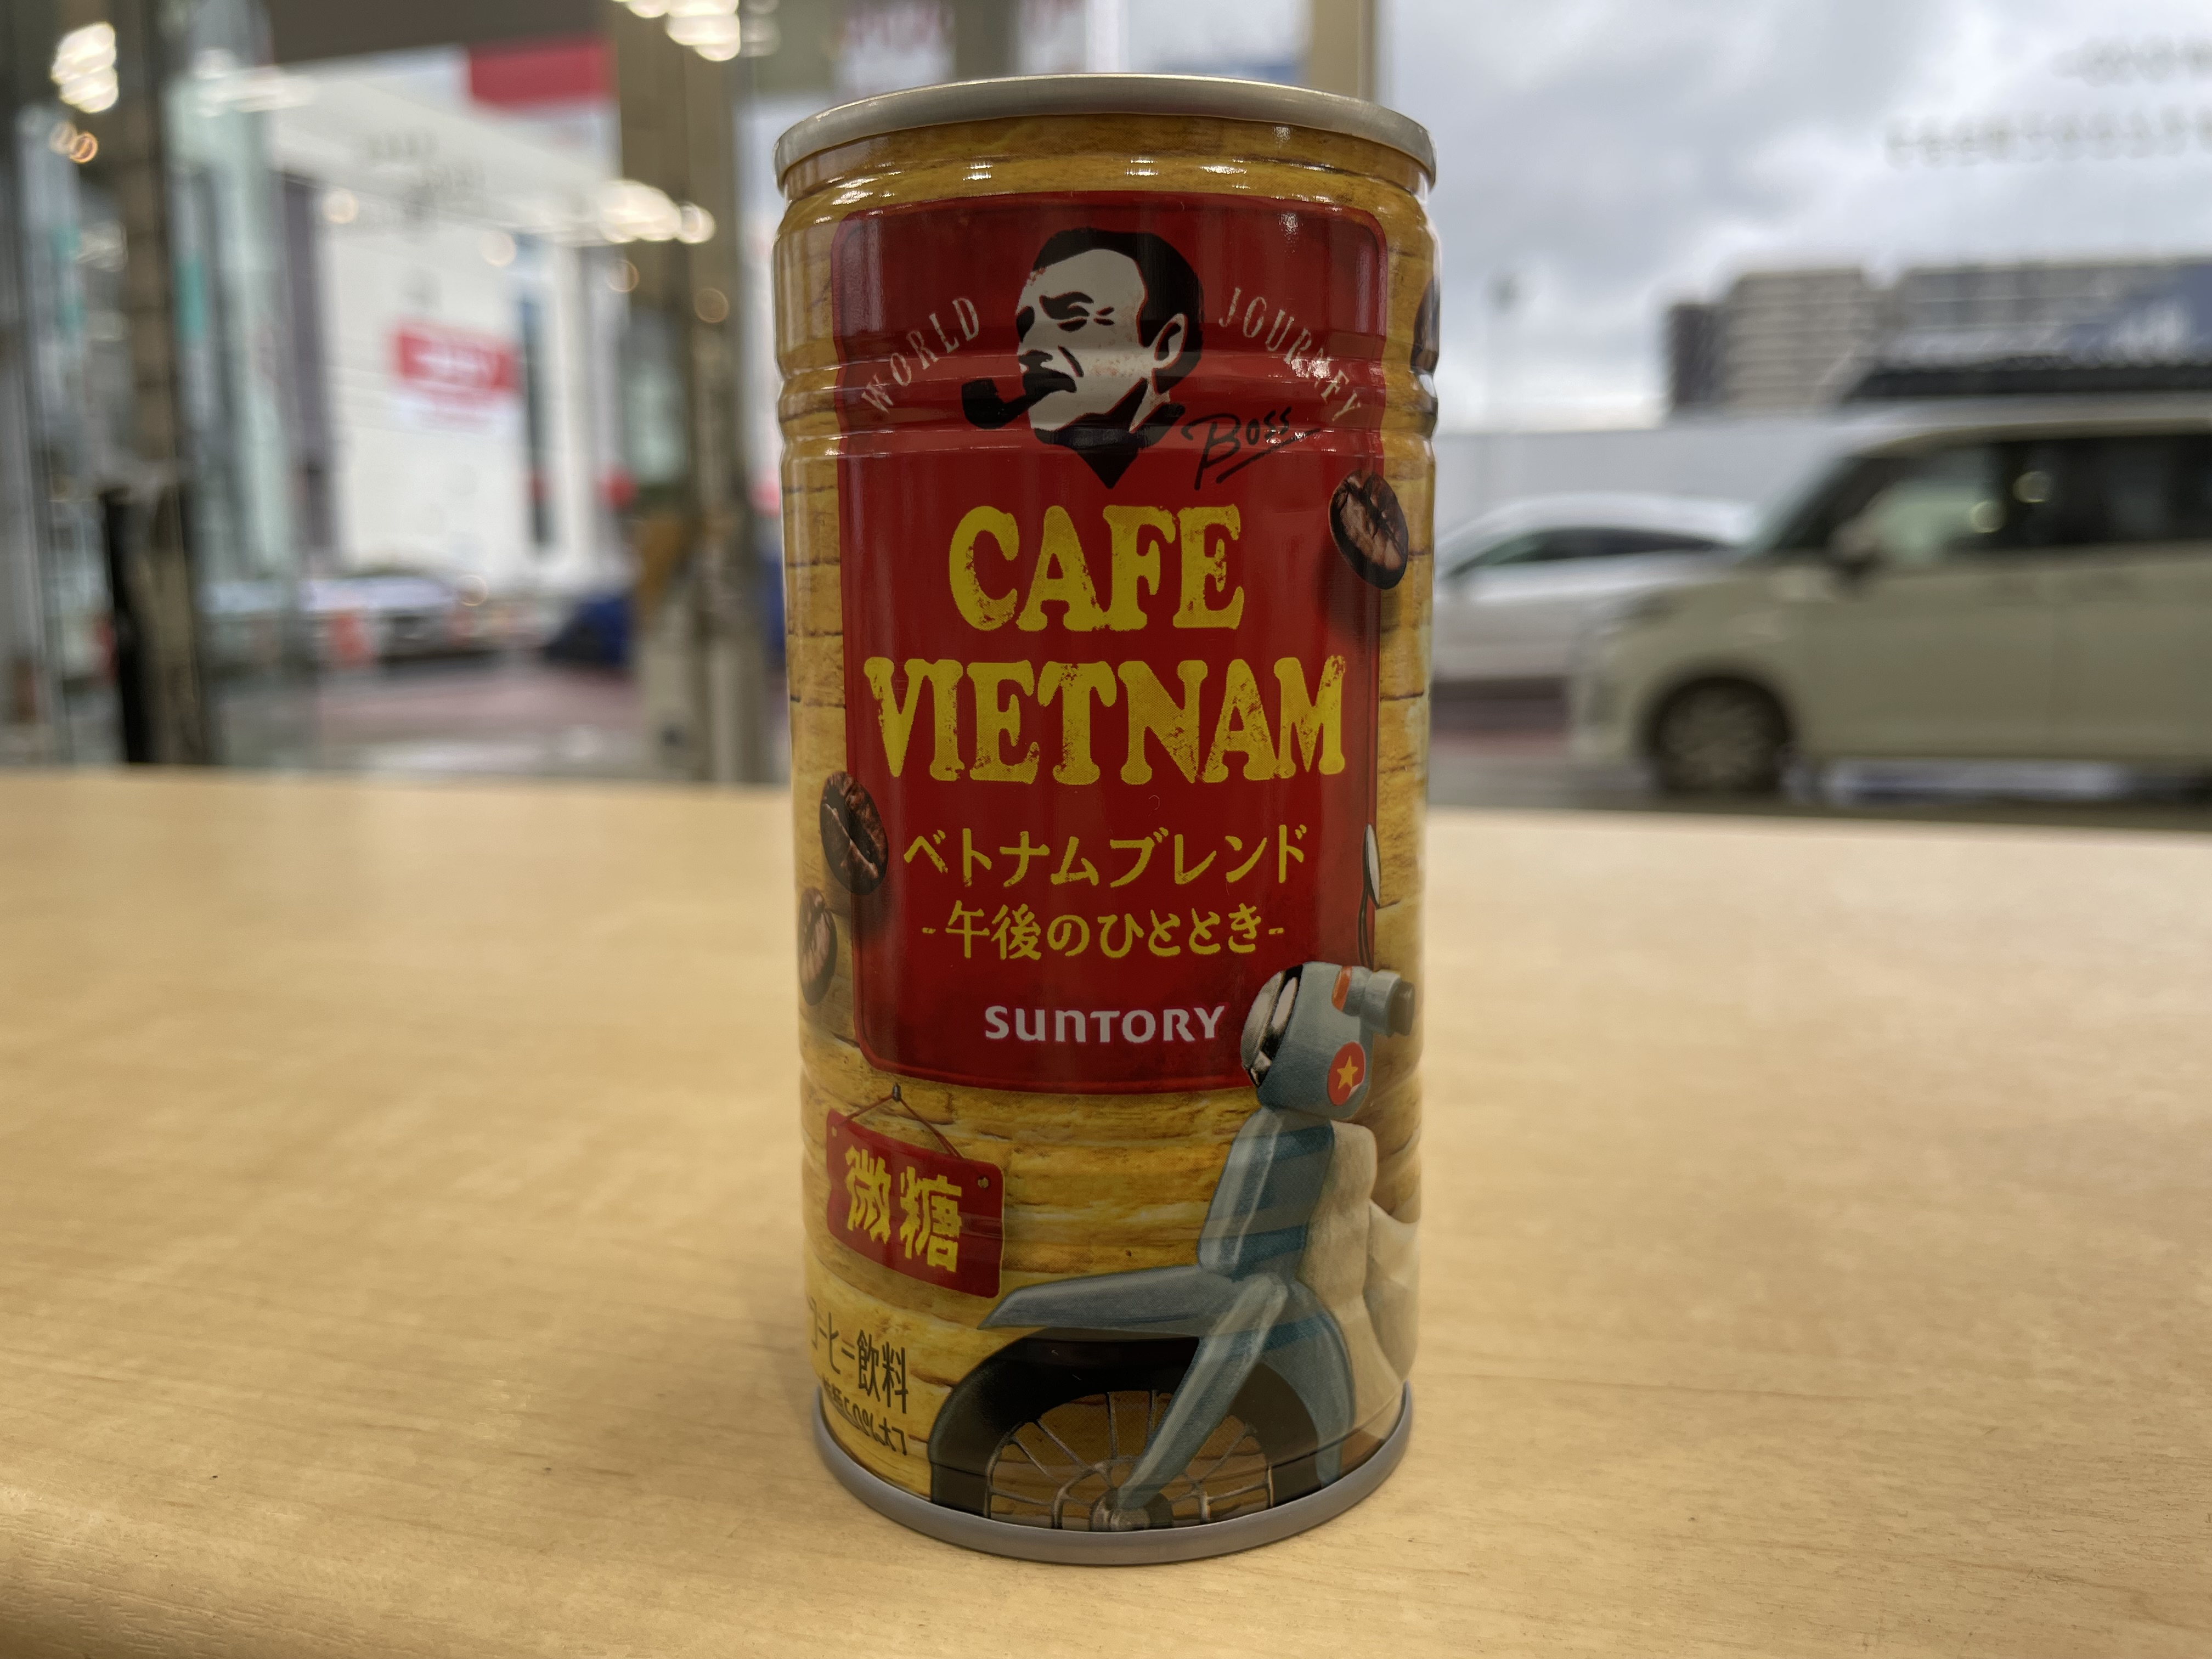 WORLD JOURNEY
BOSS
CAFE
VIETNAM
ベトナムブレンド
-午後のひととき-
SUNTORY
微糖
コーヒー飲料